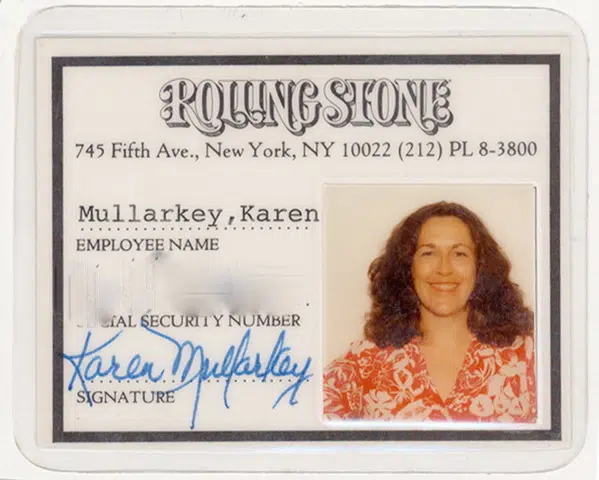 ROLLING STONE
745 Fifth Ave., New York, NY 10022 (212) PL 8-3800
Mullarkey,Karen
EMPLOYEE NAME
SECURITY NUMBER
Karen Mullarkey
SIGNATURE